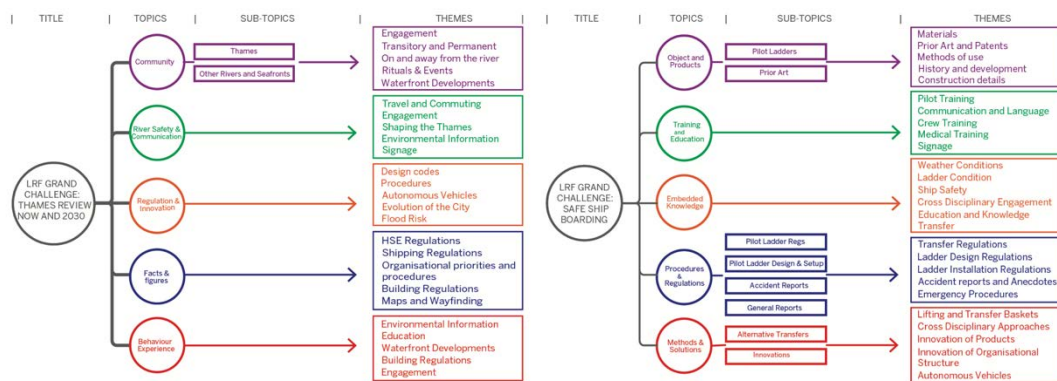 TITLE
TOPICS
SUB-TOPICS
THEMES
LRF GRAND
CHALLENGE:
THAMES REVIEW
NOW AND 2030
Community
Thames
Other Rivers and Seafronts
Engagement
Transitory and Permanent
On and away from the river
Rituals & Events
Waterfront Developments
River Safety &
Communication
Travel and Commuting
Engagement
Shaping the Thames
Environmental Information
Signage
Regulation &
Innovation
Design codes
Procedures
Autonomous Vehicles
Evolution of the City
Flood Risk
Facts &
figures
HSE Regulations
Shipping Regulations
Organisational priorities and
procedures
Building Regulations
Maps and Wayfinding
Behaviour
Experience
Environmental Information
Education
Waterfront Developments
Building Regulations
Engagement
TITLE
TOPICS
SUB-TOPICS
THEMES
LRF GRAND
CHALLENGE:
SAFE SHIP
BOARDING
Object and
Products
Pilot Ladders
Prior Art
Materials
Prior Art and Patents
Methods of use
History and development
Construction details
Training
and
Education
Pilot Training
Communication and Language
Crew Training
Medical Training
Signage
Embedded
Knowledge
Weather Conditions
Ladder Condition
Ship Safety
Cross Disciplinary Engagement
Education and Knowledge
Transfer
Procedures
&
Regulations
Pilot Ladder Regs
Pilot Ladder Design & Setup
Accident Reports
General Reports
Transfer Regulations
Ladder Design Regulations
Ladder Installation Regulations
Accident reports and Anecdotes
Emergency Procedures
Methods &
Solutions
Alternative Transfers
Innovations
Lifting and Transfer Baskets
Cross Disciplinary Approaches
Innovation of Products
Innovation of Organisational
Structure
Autonomous Vehicles